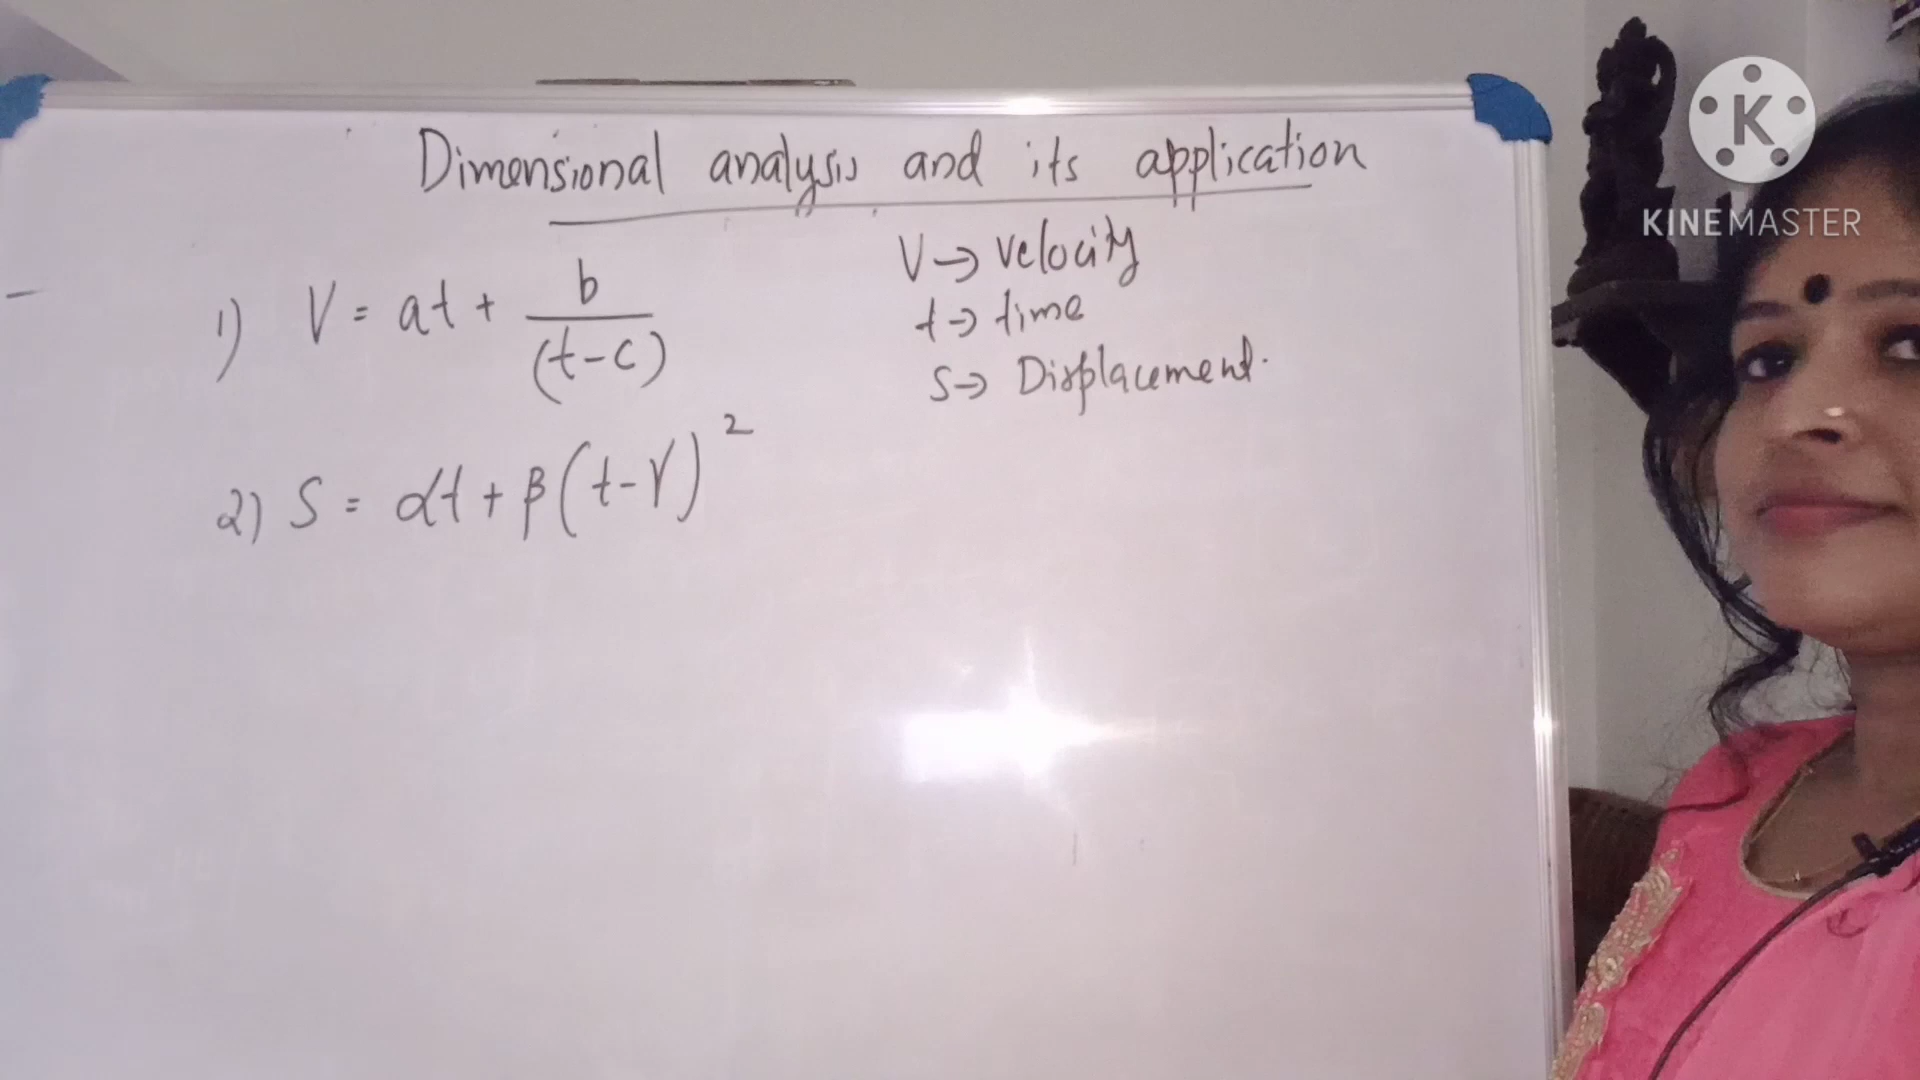 Dimensional analysis and its application
1) V = at + b/(t-c)
V → velocity
t → time
S → Displacement.
2) S = αt + β(t-γ)²
K
KINEMASTER